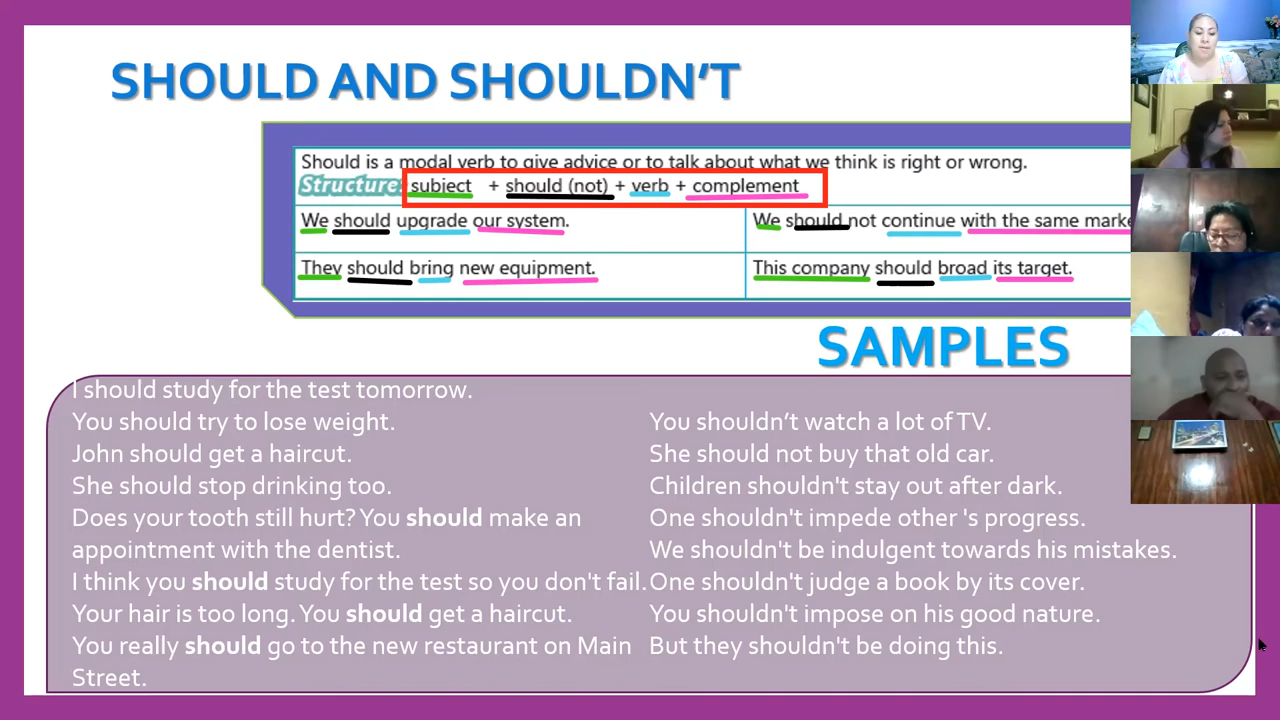 SHOULD AND SHOULDN'T
Should is a modal verb to give advice or to talk about what we think is right or wrong.
Structure: subject + should (not) + verb + complement
We should upgrade our system.
We should not continue with the same
They should bring new equipment.
This company should broad its target.
SAMPLES
I should study for the test tomorrow.
You should try to lose weight.
John should get a haircut.
She should stop drinking too.
Does your tooth still hurt? You should make an
appointment with the dentist.
I think you should study for the test so you don't fail.
Your hair is too long. You should get a haircut.
You really should go to the new restaurant on Main
Street.
You shouldn’t watch a lot of TV.
She should not buy that old car.
Children shouldn't stay out after dark.
One shouldn't impede other 's progress.
We shouldn't be indulgent towards his mistakes.
One shouldn't judge a book by its cover.
You shouldn't impose on his good nature.
But they shouldn't be doing this.